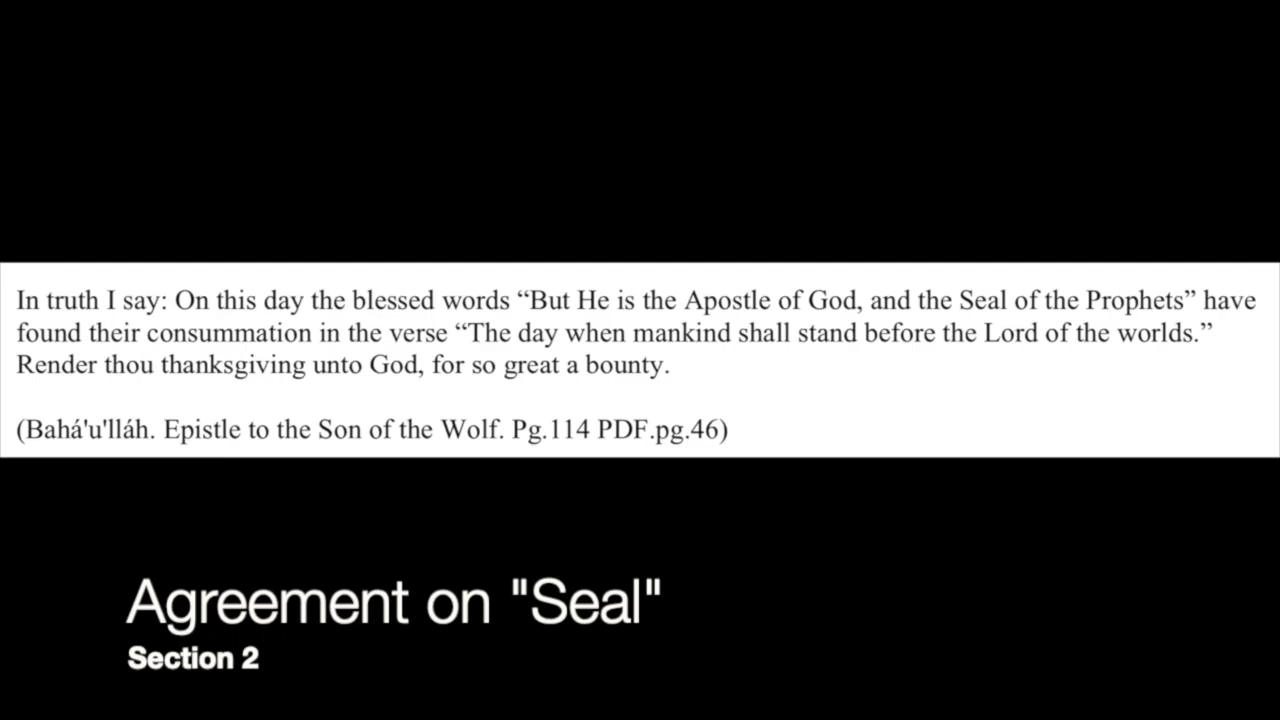 In truth I say: On this day the blessed words “But He is the Apostle of God, and the Seal of the Prophets” have
found their consummation in the verse “The day when mankind shall stand before the Lord of the worlds.”
Render thou thanksgiving unto God, for so great a bounty.
(Bahá'u'lláh. Epistle to the Son of the Wolf. Pg.114 PDF.pg.46)
Agreement on "Seal"
Section 2